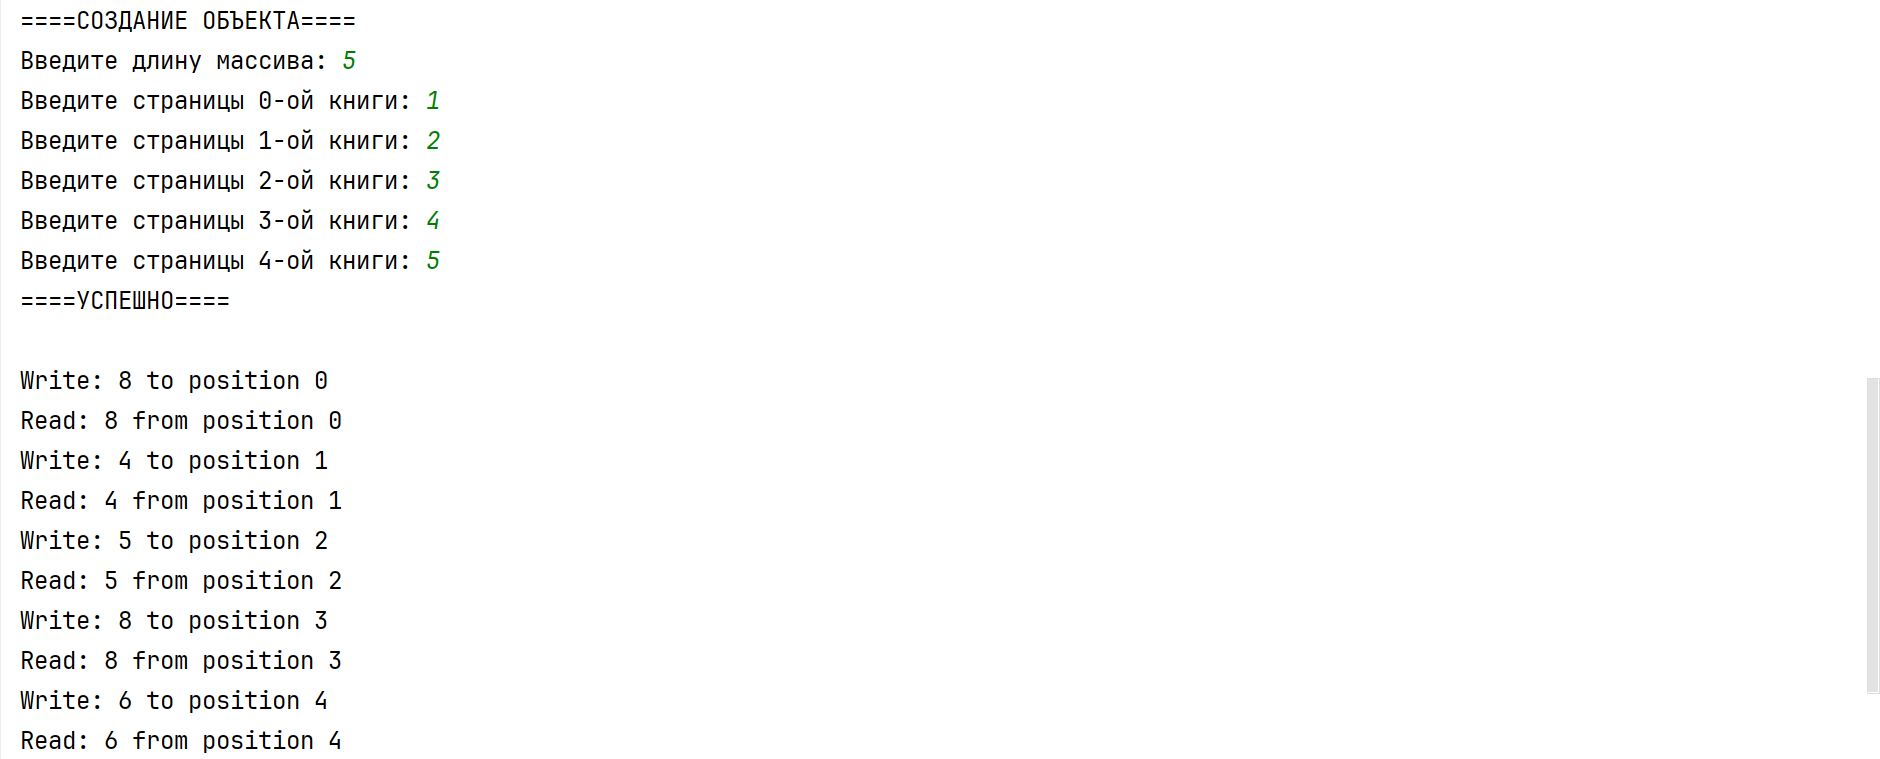 ====СОЗДАНИЕ ОБЪЕКТА====
Введите длину массива: 5
Введите страницы 0-ой книги: 1
Введите страницы 1-ой книги: 2
Введите страницы 2-ой книги: 3
Введите страницы 3-ой книги: 4
Введите страницы 4-ой книги: 5
====УСПЕШНО====

Write: 8 to position 0
Read: 8 from position 0
Write: 4 to position 1
Read: 4 from position 1
Write: 5 to position 2
Read: 5 from position 2
Write: 8 to position 3
Read: 8 from position 3
Write: 6 to position 4
Read: 6 from position 4